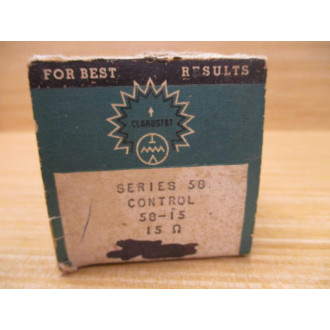 FOR BEST RESULTS
CLAROSTAT
SERIES 58
CONTROL
58-15
15 Ω